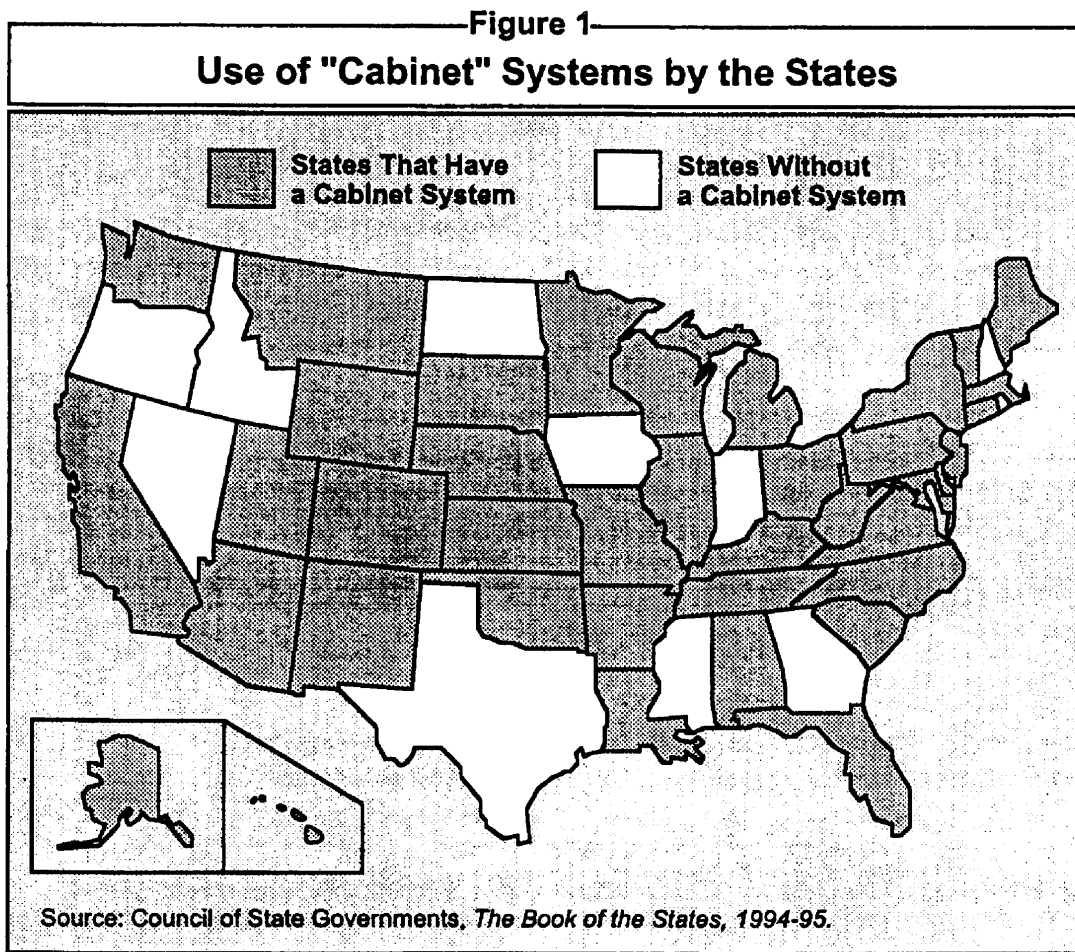 Figure 1
Use of "Cabinet" Systems by the States
States That Have
a Cabinet System
States Without
a Cabinet System
Source: Council of State Governments, The Book of the States, 1994-95.